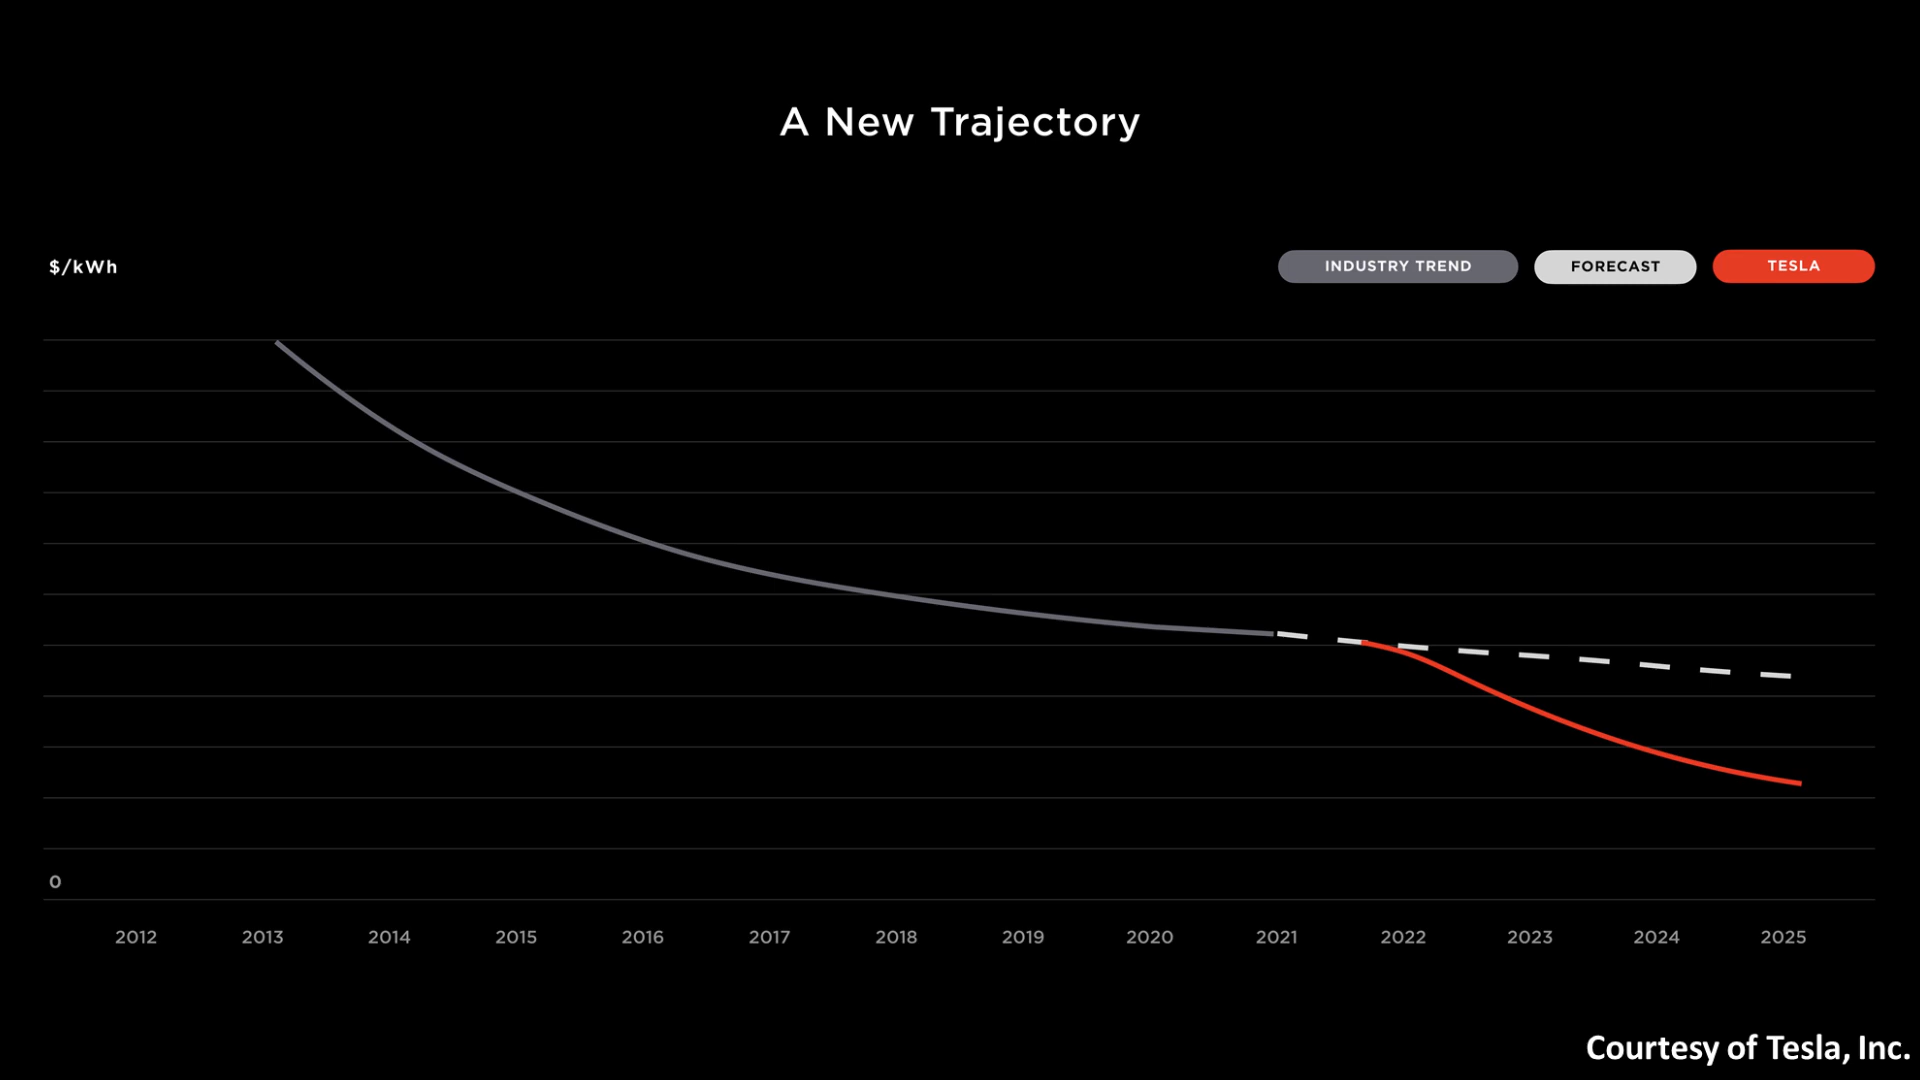 A New Trajectory
$/kWh
INDUSTRY TREND
FORECAST
TESLA
0
2012 2013 2014 2015 2016 2017 2018 2019 2020 2021 2022 2023 2024 2025
Courtesy of Tesla, Inc.